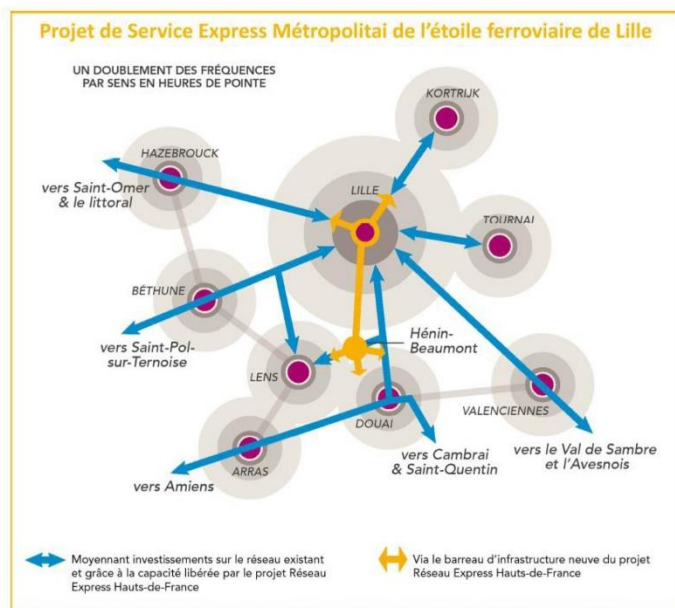 Projet de Service Express Métropolitai de l'étoile ferroviaire de Lille
UN DOUBLEMENT DES FRÉQUENCES
PAR SENS EN HEURES DE POINTE
KORTRIJK
HAZEBROUCK
vers Saint-Omer
& le littoral
LILLE
TOURNAI
BÉTHUNE
vers Saint-Pol-
sur-Ternoise
Hénin-
Beaumont
LENS
DOUAI
VALENCIENNES
ARRAS
vers Amiens
vers Cambrai
& Saint-Quentin
vers le Val de Sambre
et l'Avesnois
Moyennant investissements sur le réseau existant
et grâce à la capacité libérée par le projet Réseau
Express Hauts-de-France
Via le barreau d'infrastructure neuve du projet
Réseau Express Hauts-de-France